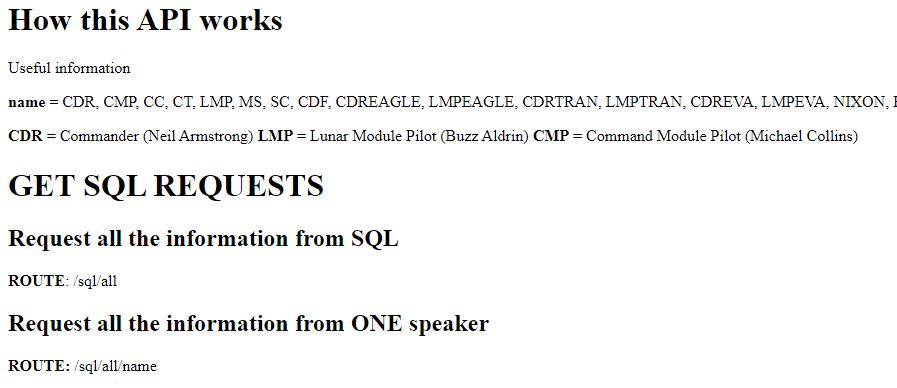 How this API works
Useful information
name = CDR, CMP, CC, CT, LMP, MS, SC, CDF, CDREAGLE, LMPEAGLE, CDRTRAN, LMPTRAN, CDREVA, LMPEVA, NIXON,
CDR = Commander (Neil Armstrong) LMP = Lunar Module Pilot (Buzz Aldrin) CMP = Command Module Pilot (Michael Collins)
GET SQL REQUESTS
Request all the information from SQL
ROUTE: /sql/all
Request all the information from ONE speaker
ROUTE: /sql/all/name